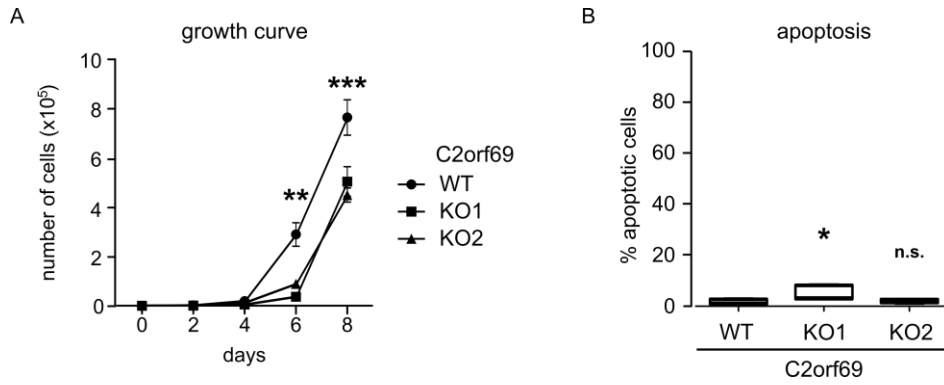 A
growth curve
number of cells (x10⁵)
10
8
6
4
2
0
0 2 4 6 8
days
**
***
C2orf69
WT
KO1
KO2
B
apoptosis
% apoptotic cells
100
80
60
40
20
0
*
n.s.
WT KO1 KO2
C2orf69